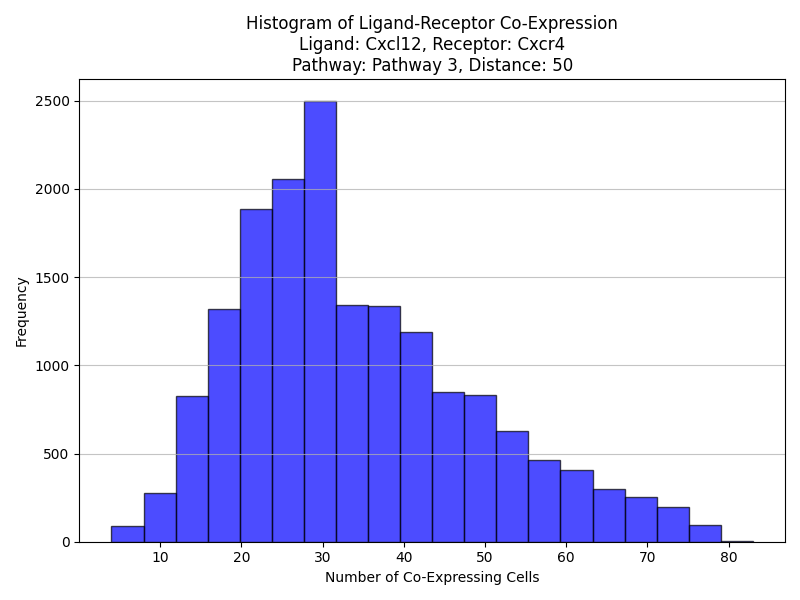 Histogram of Ligand-Receptor Co-Expression
Ligand: Cxcl12, Receptor: Cxcr4
Pathway: Pathway 3, Distance: 50
2500
2000
1500
1000
500
0
Frequency
10 20 30 40 50 60 70 80
Number of Co-Expressing Cells